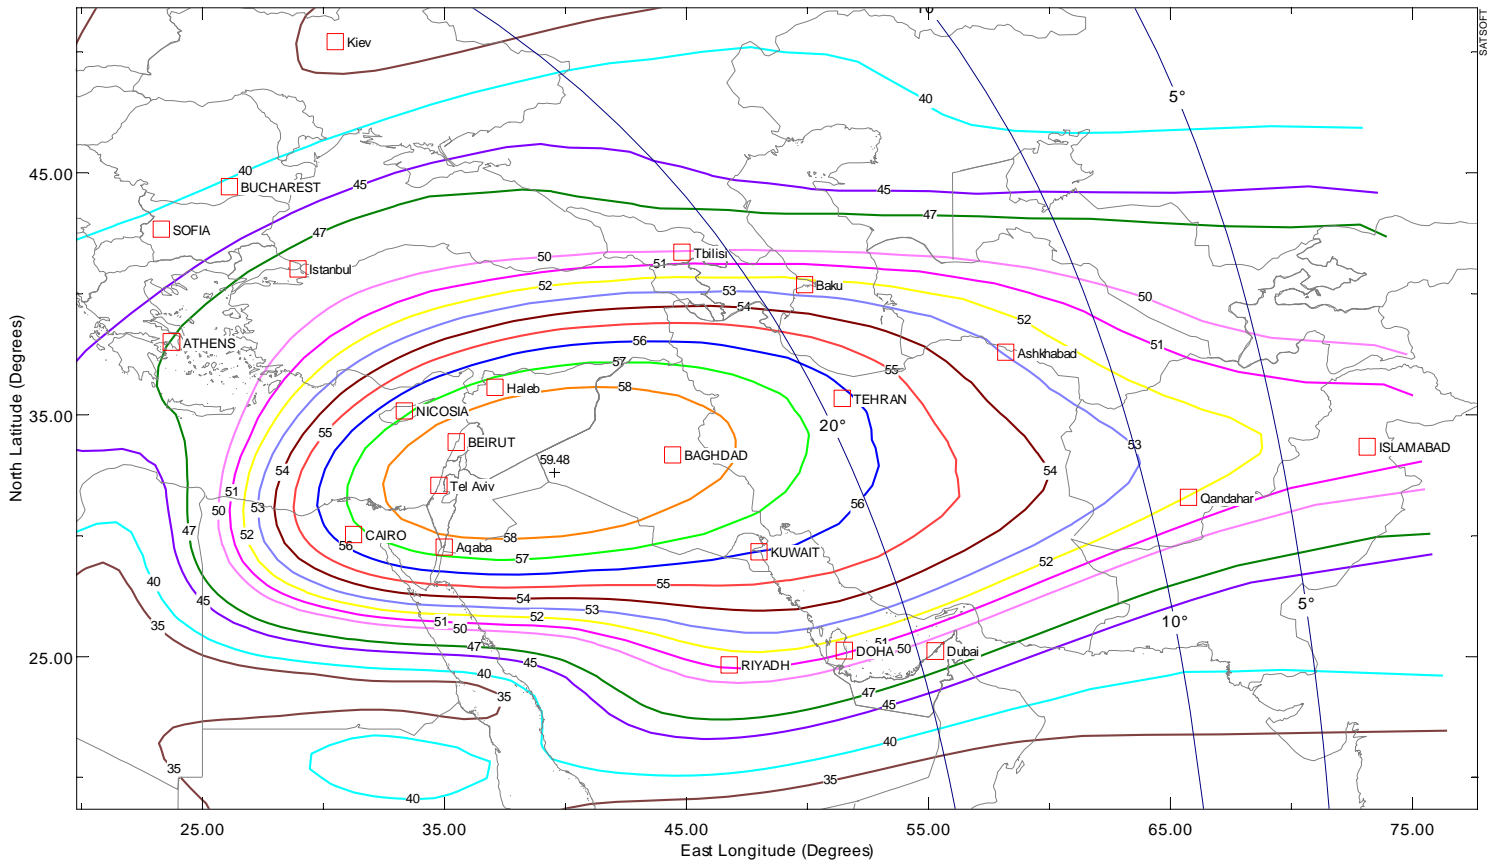 SATSOFT
10°
Kiev
5°
40
45.00
40
BUCHAREST
45
45
47
SOFIA
47
Istanbul
50
Tbilisi
51
52
53
Baku
50
54
52
ATHENS
56
51
Ashkhabad
57
55
58
Haleb
35.00
NICOSIA
TEHRAN
20°
55
BEIRUT
53
ISLAMABAD
BAGHDAD
59.48
54
54
51
Tel Aviv
Qandahar
50
53
56
47
52
CAIRO
56
58
Aqaba
57
KUWAIT
52
40
55
45
54
53
5°
35
51
50
52
10°
47
51
50
25.00
45
DOHA
Dubai
RIYADH
40
35
47
45
40
35
35
40
25.00
35.00
45.00
55.00
65.00
75.00
East Longitude (Degrees)
North Latitude (Degrees)